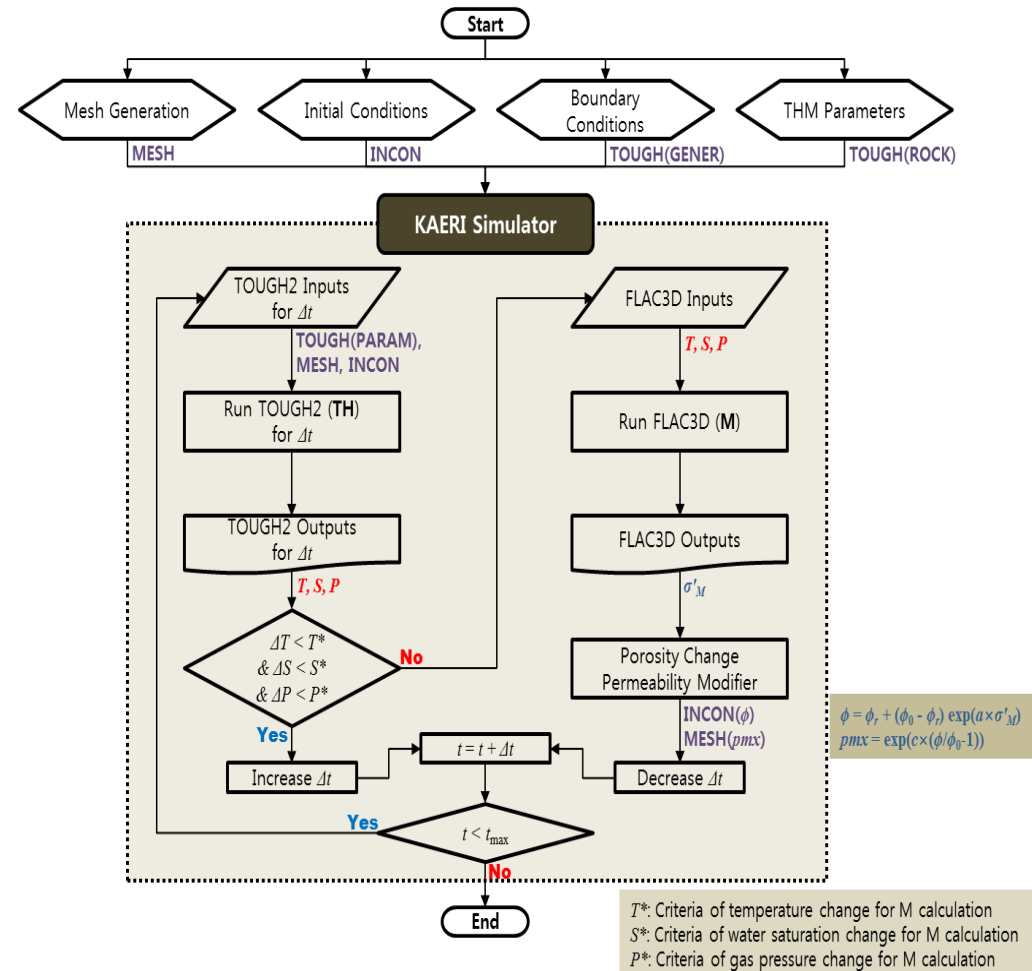 Start
Mesh Generation
Initial Conditions
Boundary
Conditions
THM Parameters
MESH
INCON
TOUGH(GENER)
TOUGH(ROCK)
KAERI Simulator
TOUGH2 Inputs
for Δt
TOUGH(PARAM),
MESH, INCON
Run TOUGH2 (TH)
for Δt
TOUGH2 Outputs
for Δt
T, S, P
ΔT < T*
& ΔS < S*
& ΔP < P*
No
Yes
Increase Δt
FLAC3D Inputs
T, S, P
Run FLAC3D (M)
FLAC3D Outputs
σ'M
Porosity Change
Permeability Modifier
INCON(ϕ)
MESH(pmx)
Decrease Δt
ϕ = ϕr + (ϕ0 - ϕr) exp(a×σ'M)
pmx = exp(c×(ϕ/ϕ0-1))
t = t + Δt
t < tmax
Yes
No
End
T*: Criteria of temperature change for M calculation
S*: Criteria of water saturation change for M calculation
P*: Criteria of gas pressure change for M calculation